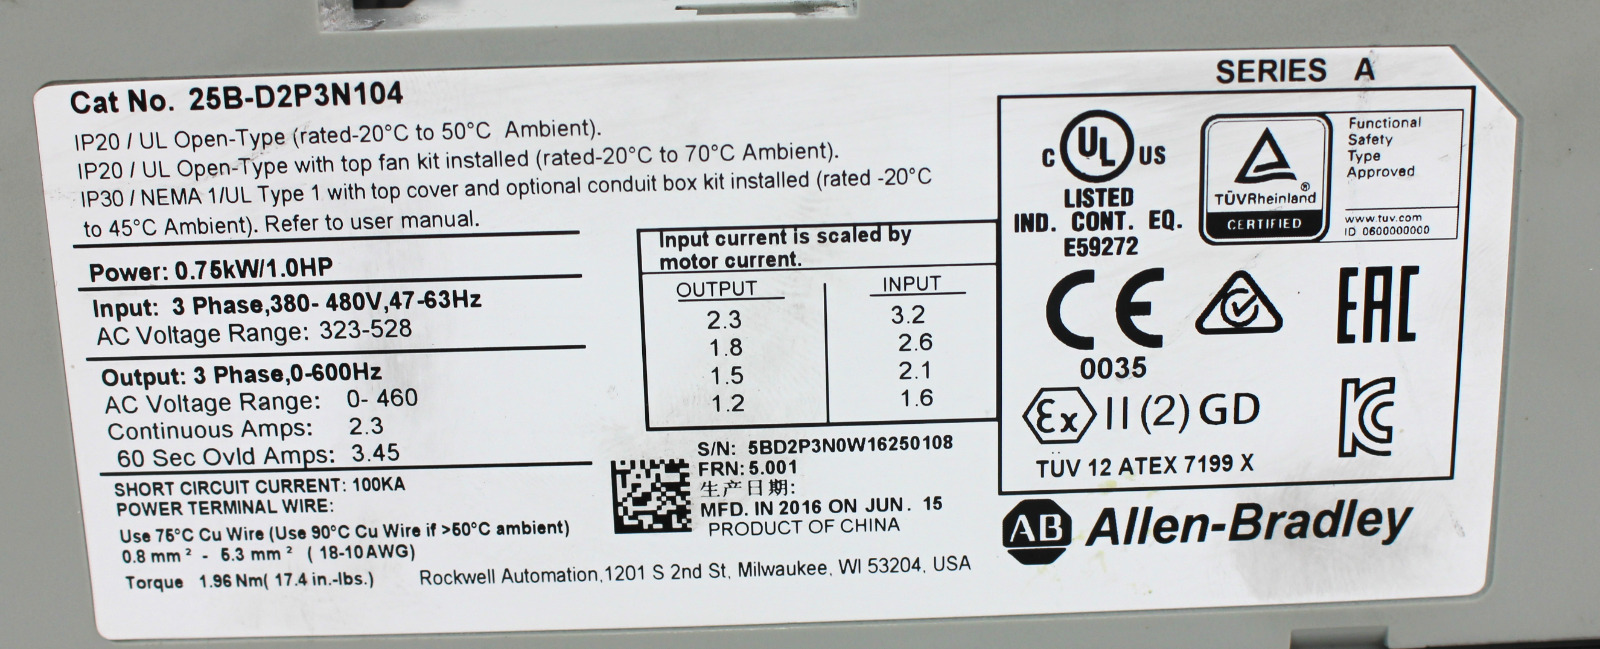 SERIES A
Cat No. 25B-D2P3N104
IP20 / UL Open-Type (rated-20°C to 50°C Ambient).
IP20 / UL Open-Type with top fan kit installed (rated-20°C to 70°C Ambient).
IP30 / NEMA 1/UL Type 1 with top cover and optional conduit box kit installed (rated -20°C
to 45°C Ambient). Refer to user manual.
Power: 0.75kW/1.0HP
Input: 3 Phase,380- 480V,47-63Hz
AC Voltage Range: 323-528
Output: 3 Phase,0-600Hz
AC Voltage Range: 0- 460
Continuous Amps: 2.3
60 Sec Ovld Amps: 3.45
SHORT CIRCUIT CURRENT: 100KA
POWER TERMINAL WIRE:
Use 75°C Cu Wire (Use 90°C Cu Wire if >50°C ambient)
0.8 mm ² - 5.3 mm ² ( 18-10AWG)
Torque 1.96 Nm( 17.4 in.-lbs.)
Input current is scaled by
motor current.
OUTPUT INPUT
2.3 3.2
1.8 2.6
1.5 2.1
1.2 1.6
S/N: 5BD2P3N0W16250108
FRN: 5.001
生产日期:
MFD. IN 2016 ON JUN. 15
PRODUCT OF CHINA
Rockwell Automation,1201 S 2nd St, Milwaukee, WI 53204, USA
C UL US
LISTED
IND. CONT. EQ.
E59272
TÜVRheinland®
CERTIFIED
Functional
Safety
Type
Approved
www.tuv.com
ID 0600000000
CE
0035
EAC
Ex II (2) GD
TÜV 12 ATEX 7199 X
KC
AB Allen-Bradley